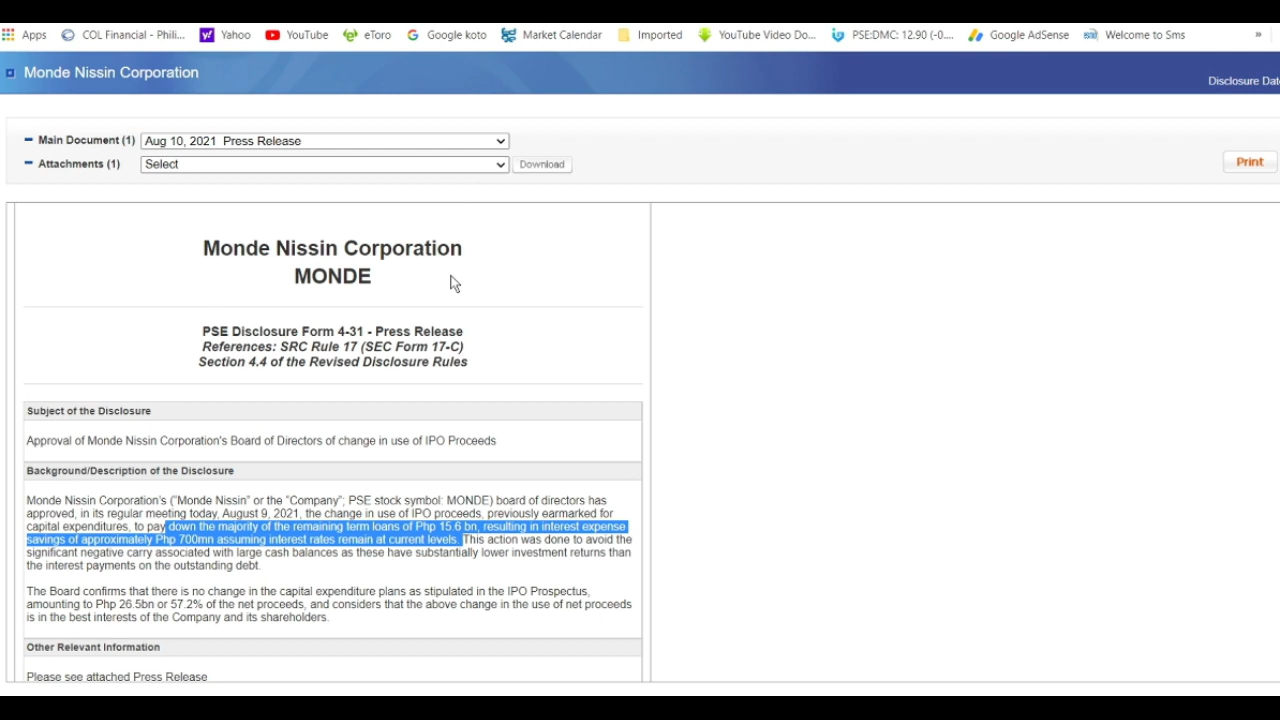 Apps COL Financial - Phili... Yahoo YouTube eToro Google koto Market Calendar Imported YouTube Video Do... PSE:DMC: 12.90 (-0.... Google AdSense Welcome to Sms »
Monde Nissin Corporation
Disclosure Dat
Main Document (1) Aug 10, 2021 Press Release
Attachments (1) Select Download
Print
Monde Nissin Corporation
MONDE
PSE Disclosure Form 4-31 - Press Release
References: SRC Rule 17 (SEC Form 17-C)
Section 4.4 of the Revised Disclosure Rules
Subject of the Disclosure
Approval of Monde Nissin Corporation's Board of Directors of change in use of IPO Proceeds
Background/Description of the Disclosure
Monde Nissin Corporation's ("Monde Nissin" or the "Company"; PSE stock symbol: MONDE) board of directors has
approved, in its regular meeting today, August 9, 2021, the change in use of IPO proceeds, previously earmarked for
capital expenditures, to pay down the majority of the remaining term loans of Php 15.6 bn, resulting in interest expense
savings of approximately Php 700mn assuming interest rates remain at current levels. This action was done to avoid the
significant negative carry associated with large cash balances as these have substantially lower investment returns than
the interest payments on the outstanding debt.
The Board confirms that there is no change in the capital expenditure plans as stipulated in the IPO Prospectus,
amounting to Php 26.5bn or 57.2% of the net proceeds, and considers that the above change in the use of net proceeds
is in the best interests of the Company and its shareholders.
Other Relevant Information
Please see attached Press Release